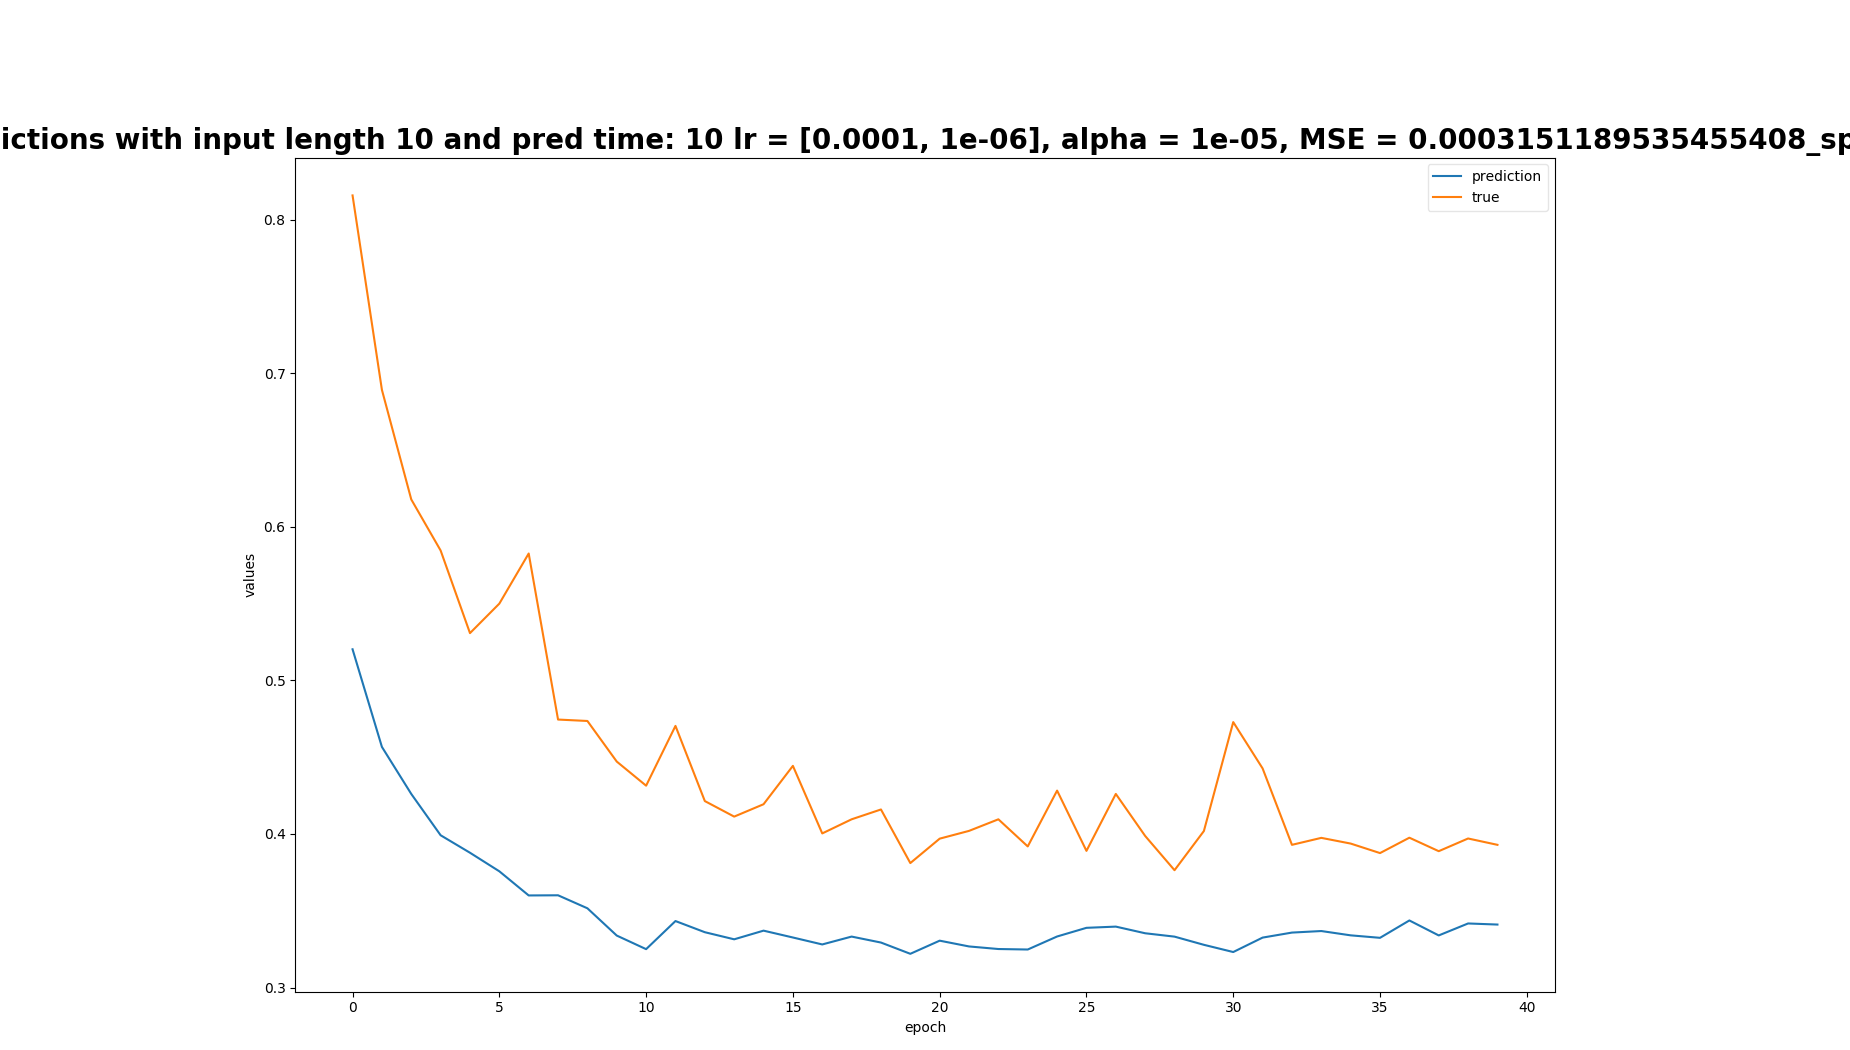 ictions with input length 10 and pred time: 10 lr = [0.0001, 1e-06], alpha = 1e-05, MSE = 0.0003151189535455408_sp
prediction
true
0.8
0.7
0.6
0.5
0.4
0.3
values
0 5 10 15 20 25 30 35 40
epoch